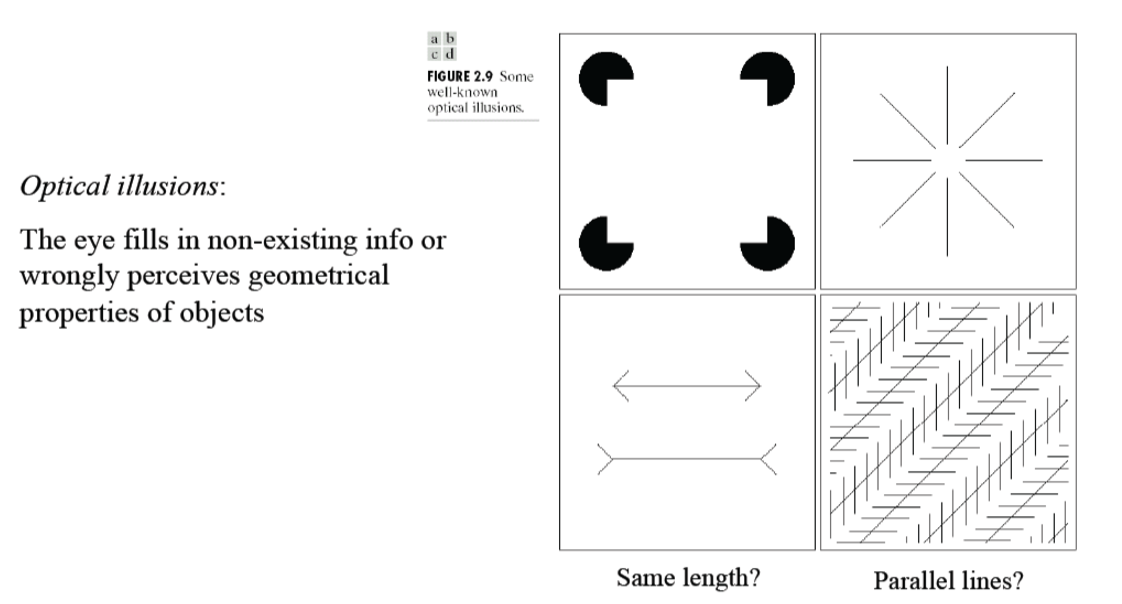 a b
c d
FIGURE 2.9 Some
well-known
optical illusions.
Optical illusions:
The eye fills in non-existing info or
wrongly perceives geometrical
properties of objects
Same length?
Parallel lines?